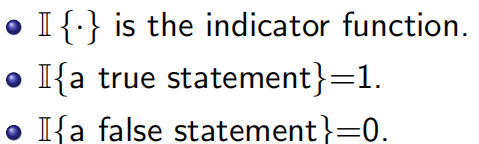 • 𝕀{·} is the indicator function.
• 𝕀{a true statement}=1.
• 𝕀{a false statement}=0.